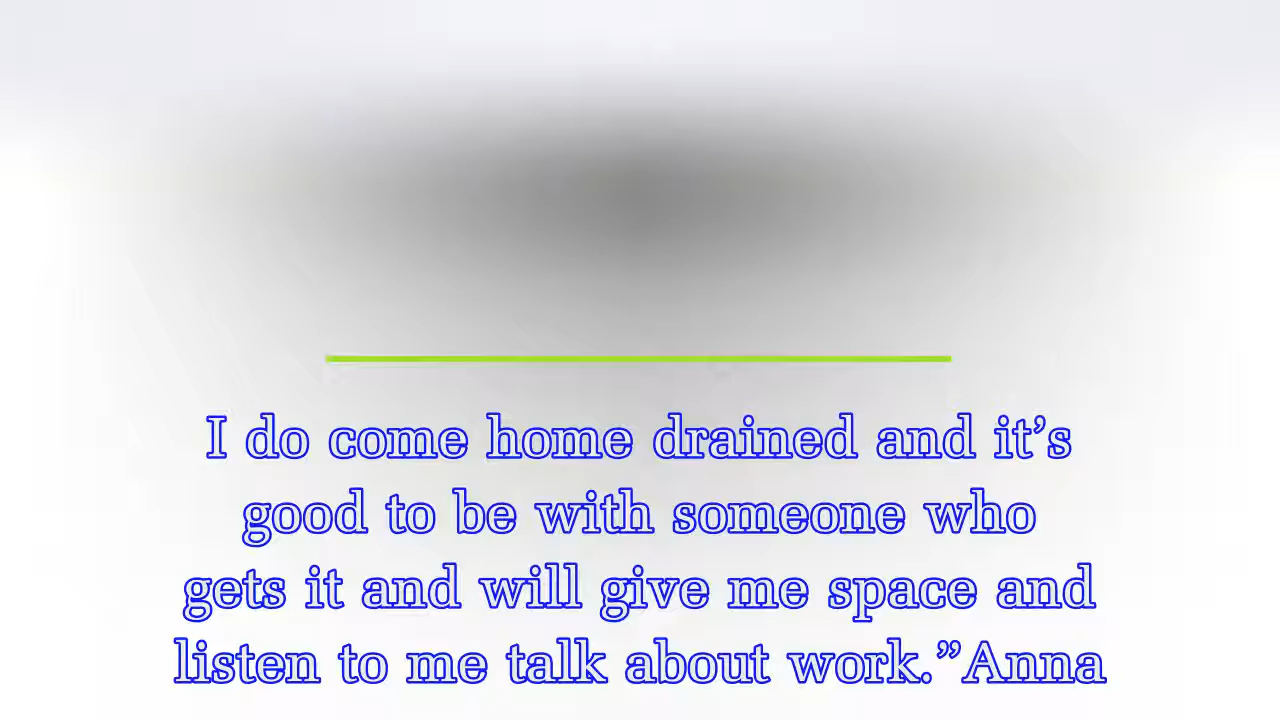 I do come home drained and it’s
good to be with someone who
gets it and will give me space and
listen to me talk about work.”Anna